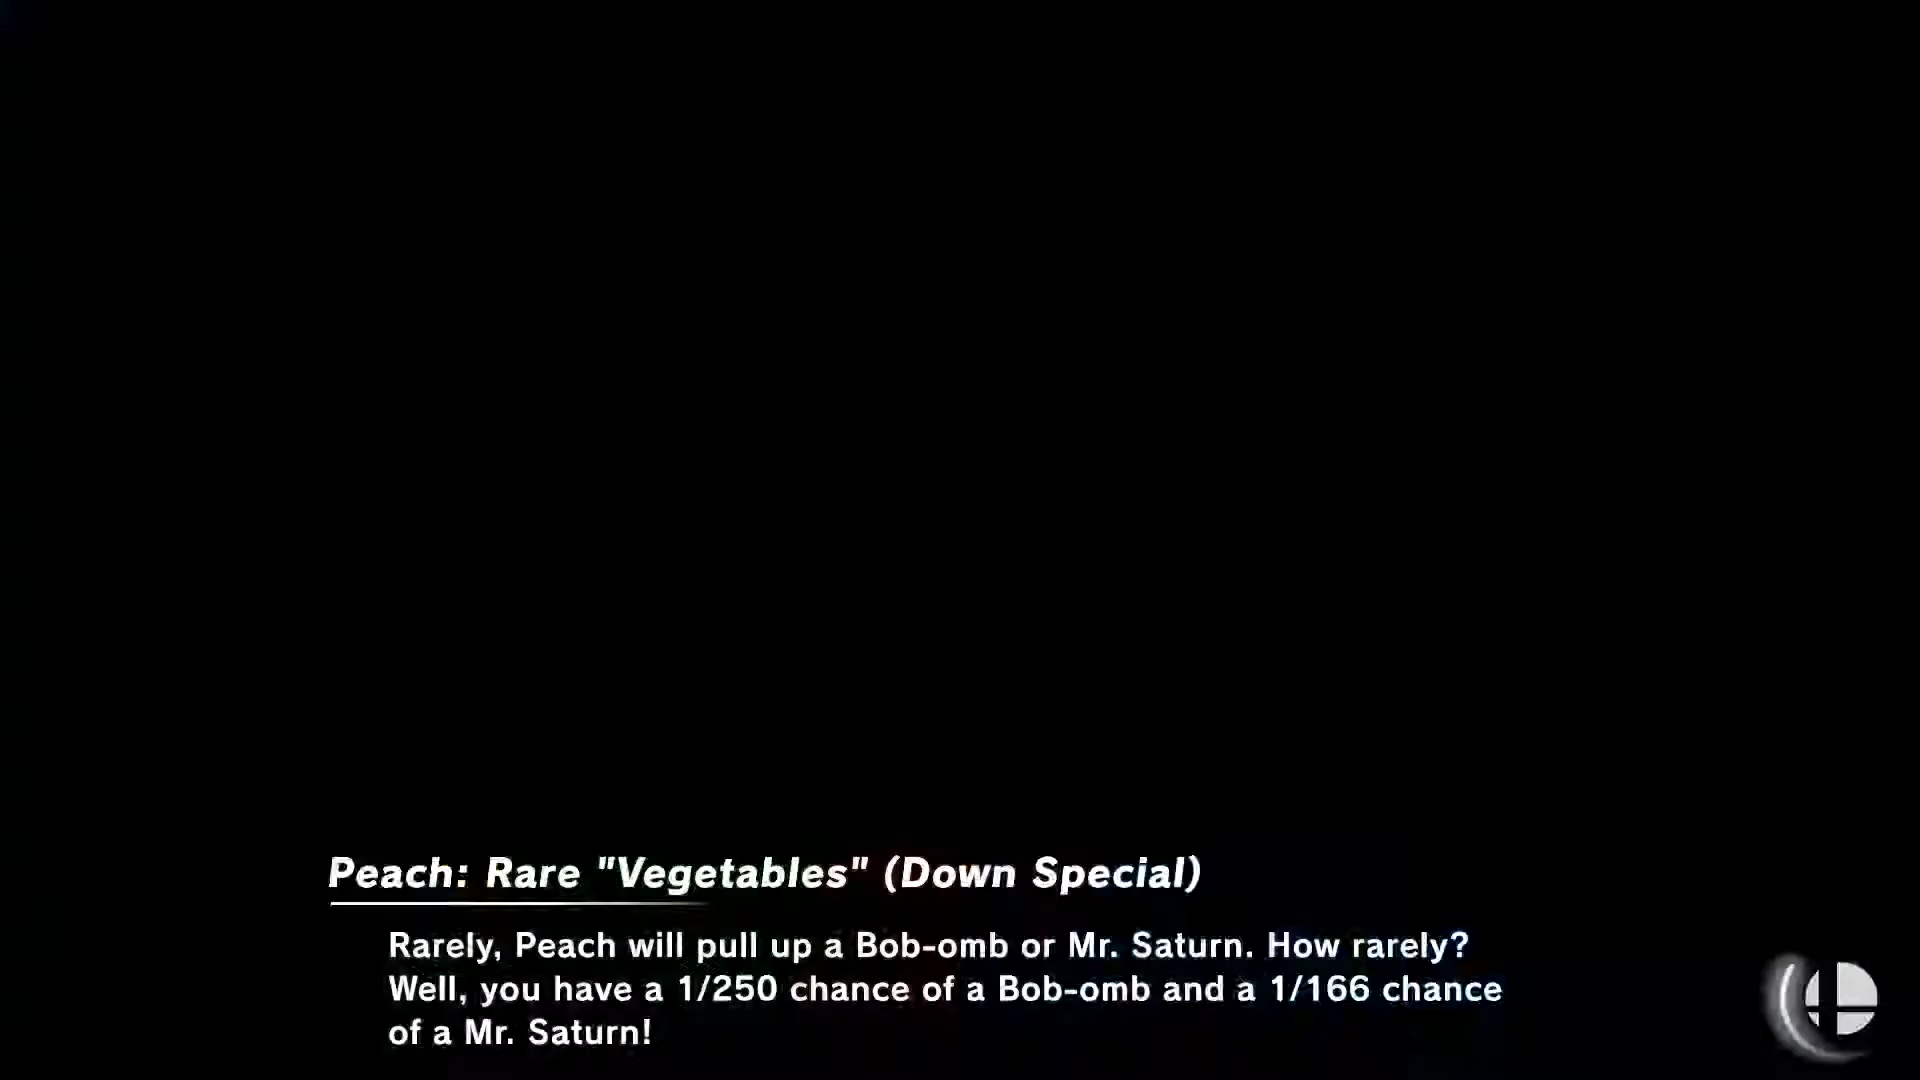 Peach: Rare "Vegetables" (Down Special)
Rarely, Peach will pull up a Bob-omb or Mr. Saturn. How rarely?
Well, you have a 1/250 chance of a Bob-omb and a 1/166 chance
of a Mr. Saturn!